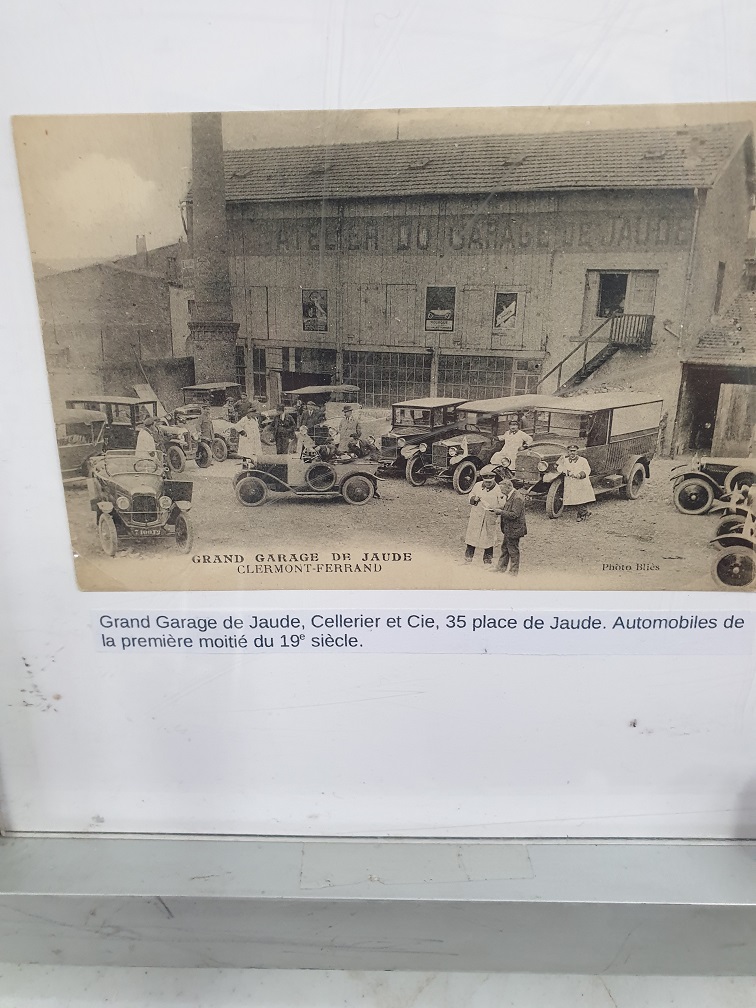 ATELIER DU GARAGE DE JAUDE
GRAND GARAGE DE JAUDE
CLERMONT-FERRAND
Photo Bliès
Grand Garage de Jaude, Cellerier et Cie, 35 place de Jaude. Automobiles de
la première moitié du 19e siècle.